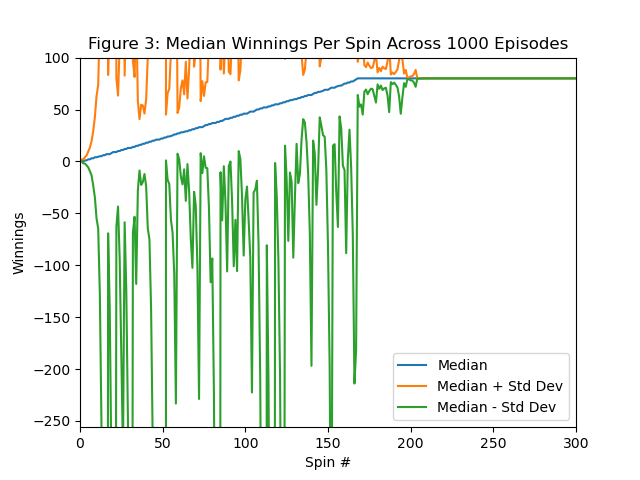 Figure 3: Median Winnings Per Spin Across 1000 Episodes
100
50
0
−50
−100
−150
−200
−250
Winnings
Median
Median + Std Dev
Median - Std Dev
0 50 100 150 200 250 300
Spin #